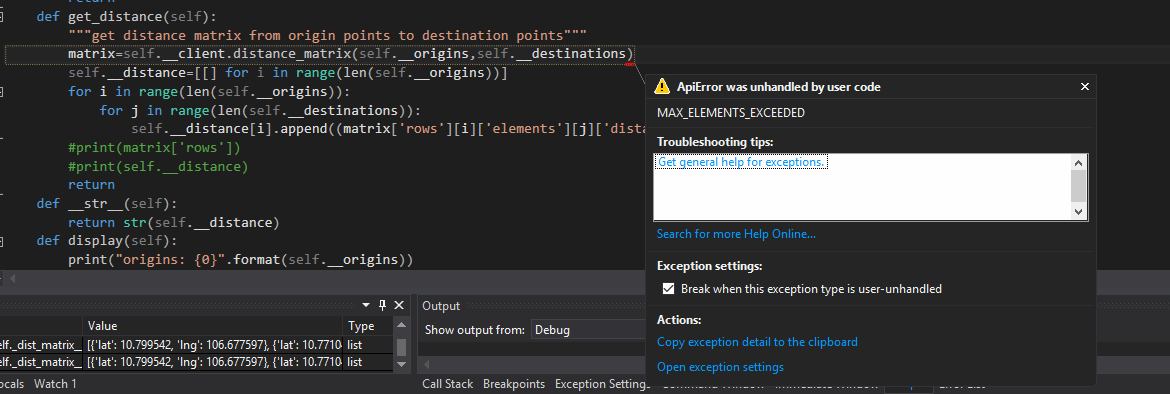 return
def get_distance(self):
"""get distance matrix from origin points to destination points"""
matrix=self.__client.distance_matrix(self.__origins,self.__destinations)
self.__distance=[[] for i in range(len(self.__origins))]
for i in range(len(self.__origins)):
for j in range(len(self.__destinations)):
self.__distance[i].append((matrix['rows'][i]['elements'][j]['dista
#print(matrix['rows'])
#print(self.__distance)
return
def __str__(self):
return str(self.__distance)
def display(self):
print("origins: {0}".format(self.__origins))
ApiError was unhandled by user code
MAX_ELEMENTS_EXCEEDED
Troubleshooting tips:
Get general help for exceptions.
Search for more Help Online...
Exception settings:
Break when this exception type is user-unhandled
Actions:
Copy exception detail to the clipboard
Open exception settings
Value Type
elf._dist_matrix_ [{'lat': 10.799542, 'lng': 106.677597}, {'lat': 10.7710 list
elf._dist_matrix_ [{'lat': 10.799542, 'lng': 106.677597}, {'lat': 10.7710 list
ocals Watch 1
Output
Show output from: Debug
Call Stack Breakpoints Exception Settings